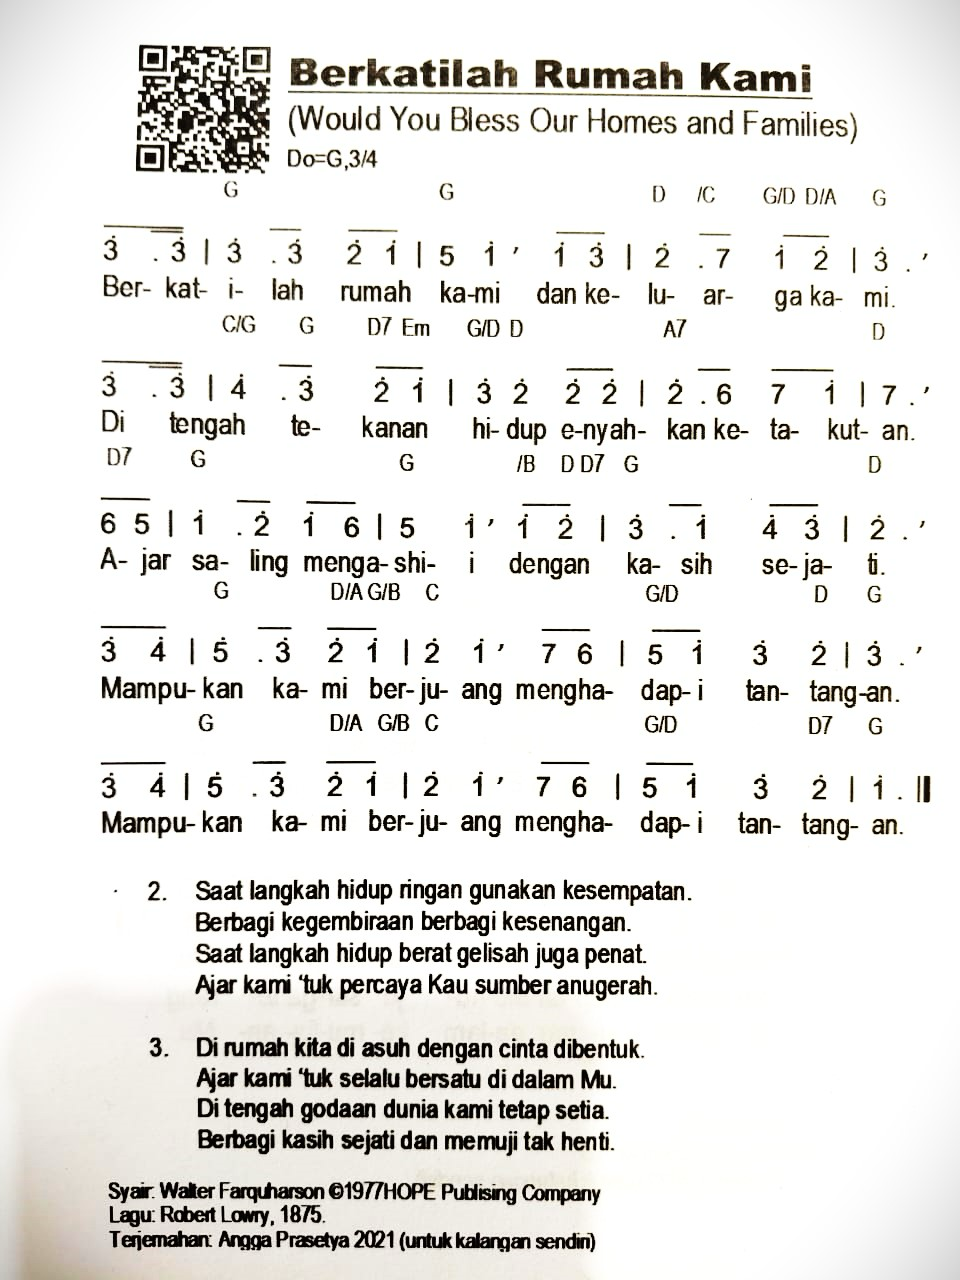 Berkatilah Rumah Kami
(Would You Bless Our Homes and Families)
Do=G,3/4
G G D /C G/D D/A G
3̇ .3̇ | 3̇ .3̇ 2̇ 1̇ | 5 1̇ ’ 1̇ 3̇ | 2̇ .7 1̇ 2̇ | 3̇ . ’
Ber- kat- i- lah rumah ka-mi dan ke- lu- ar- ga ka- mi.
C/G G D7 Em G/D D A7 D
3̇ .3̇ | 4̇ .3̇ 2̇ 1̇ | 3̇ 2̇ 2̇ 2̇ | 2̇ .6 7 1̇ | 7 . ’
Di tengah te- kanan hi- dup e-nyah- kan ke- ta- kut- an.
D7 G G /B D D7 G D
6 5 | 1̇ .2̇ 1̇ 6 | 5 1̇ ’ 1̇ 2̇ | 3̇ .1̇ 4̇ 3̇ | 2̇ . ’
A- jar sa- ling menga-shi- i dengan ka- sih se-ja- ti.
G D/A G/B C G/D D G
3̇ 4̇ | 5̇ .3̇ 2̇ 1̇ | 2̇ 1̇ ’ 7 6 | 5 1̇ 3̇ 2̇ | 3̇ . ’
Mampu- kan ka- mi ber-ju- ang mengha- dap- i tan- tang-an.
G D/A G/B C G/D D7 G
3̇ 4̇ | 5̇ .3̇ 2̇ 1̇ | 2̇ 1̇ ’ 7 6 | 5 1̇ 3̇ 2̇ | 1̇ . ||
Mampu- kan ka- mi ber-ju- ang mengha- dap- i tan- tang- an.
2. Saat langkah hidup ringan gunakan kesempatan.
Berbagi kegembiraan berbagi kesenangan.
Saat langkah hidup berat gelisah juga penat.
Ajar kami ‘tuk percaya Kau sumber anugerah.
3. Di rumah kita di asuh dengan cinta dibentuk.
Ajar kami ‘tuk selalu bersatu di dalam Mu.
Di tengah godaan dunia kami tetap setia.
Berbagi kasih sejati dan memuji tak henti.
Syair: Walter Farquharson ©1977HOPE Publising Company
Lagu: Robert Lowry, 1875.
Terjemahan: Angga Prasetya 2021 (untuk kalangan sendiri)